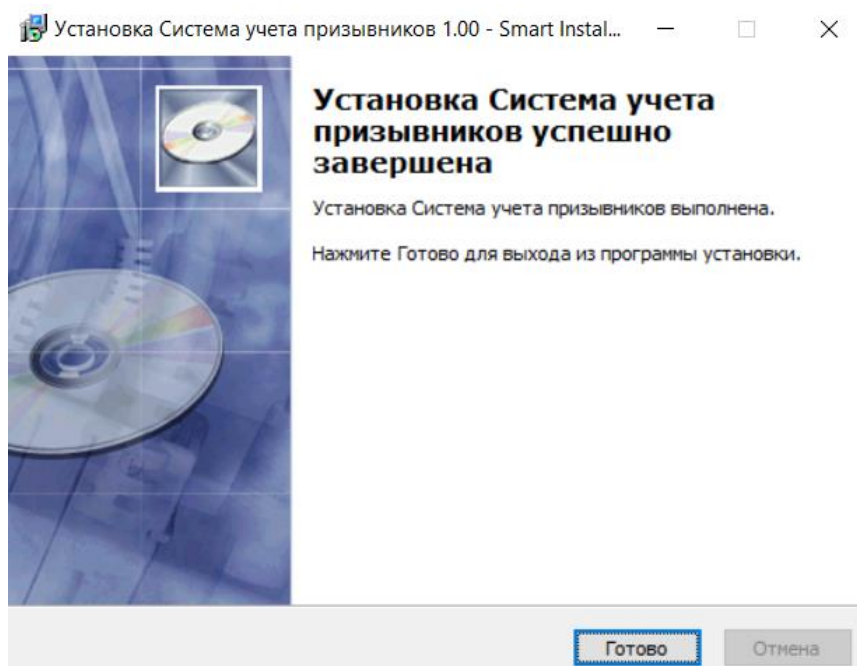 Установка Система учета призывников 1.00 - Smart Instal...
Установка Система учета
призывников успешно
завершена
Установка Система учета призывников выполнена.
Нажмите Готово для выхода из программы установки.
Готово
Отмена